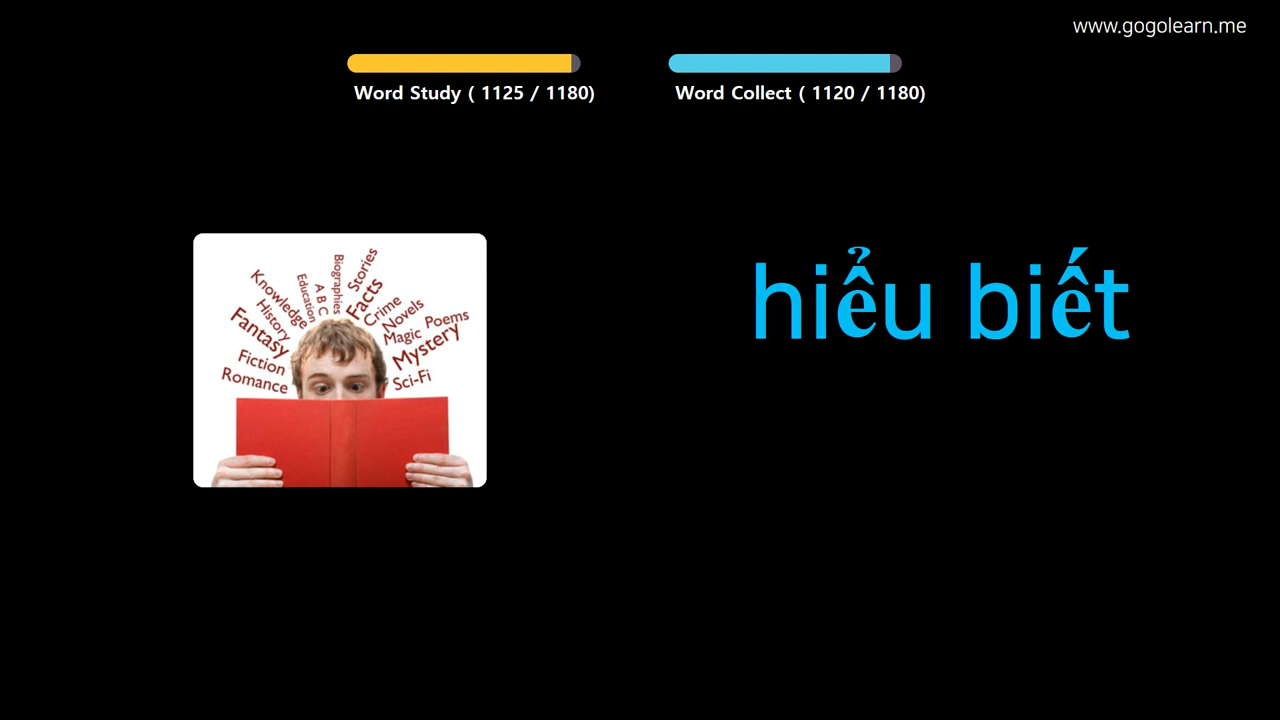 www.gogolearn.me
Word Study ( 1125 / 1180)
Word Collect ( 1120 / 1180)
hiểu biết
Knowledge
History
Fantasy
Fiction
Romance
Education
A B C
Biographies
Stories
Facts
Crime
Novels
Magic
Poems
Mystery
Sci-Fi